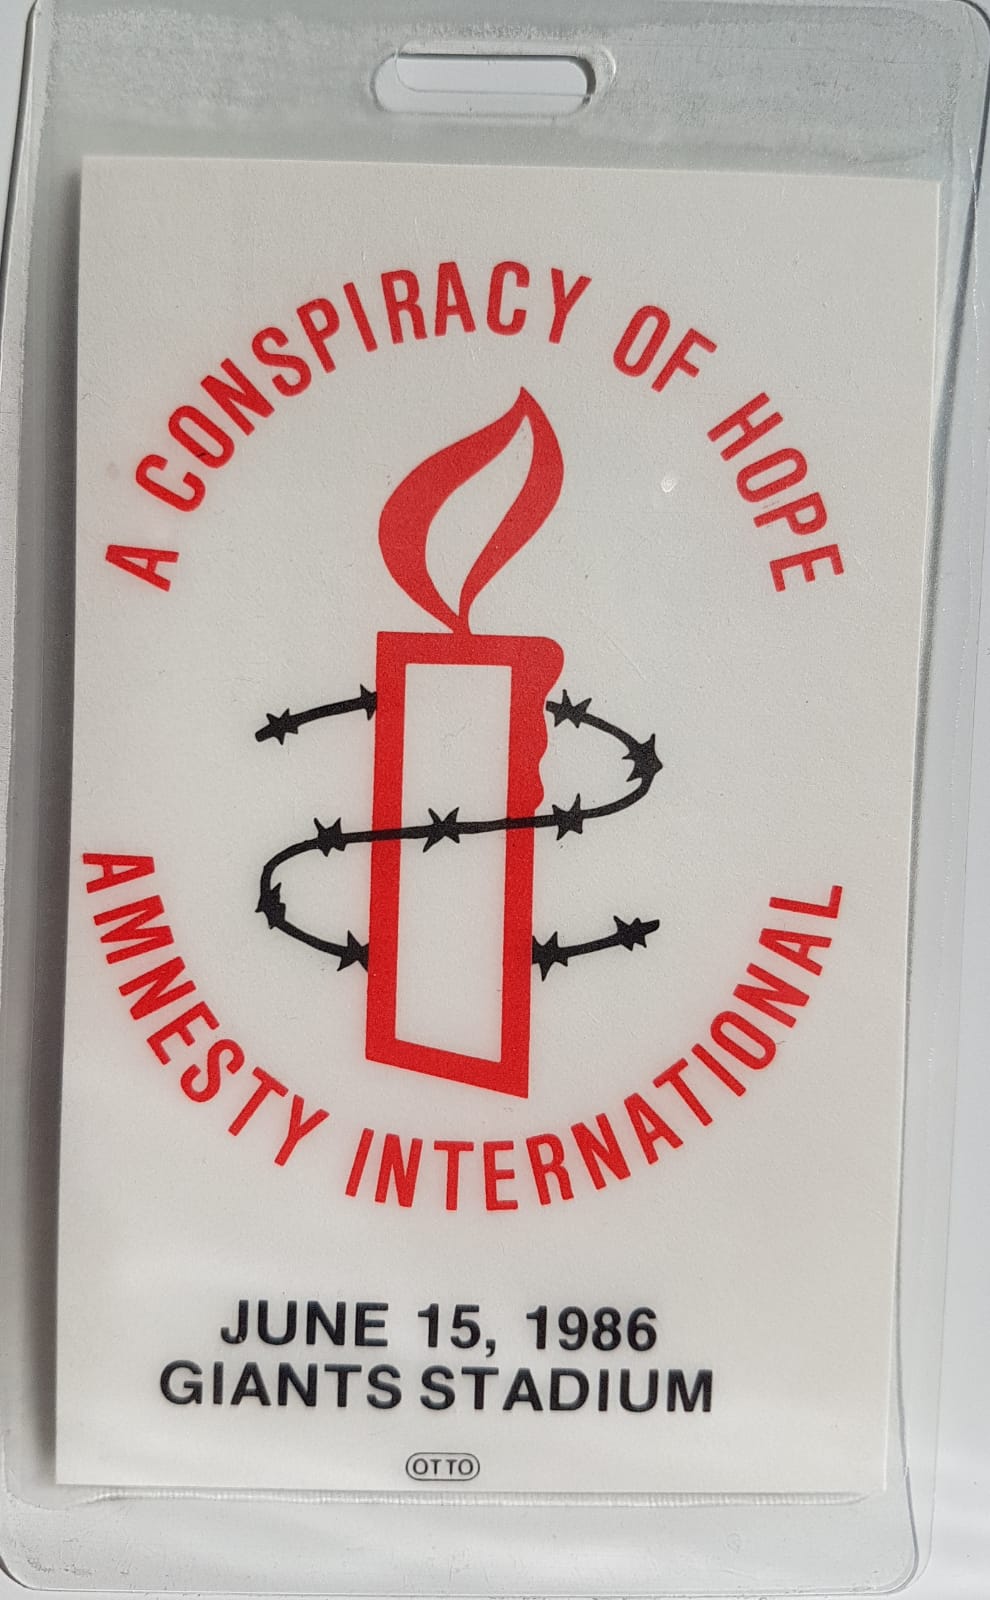 A CONSPIRACY OF HOPE
AMNESTY INTERNATIONAL
JUNE 15, 1986
GIANTS STADIUM
OTTO